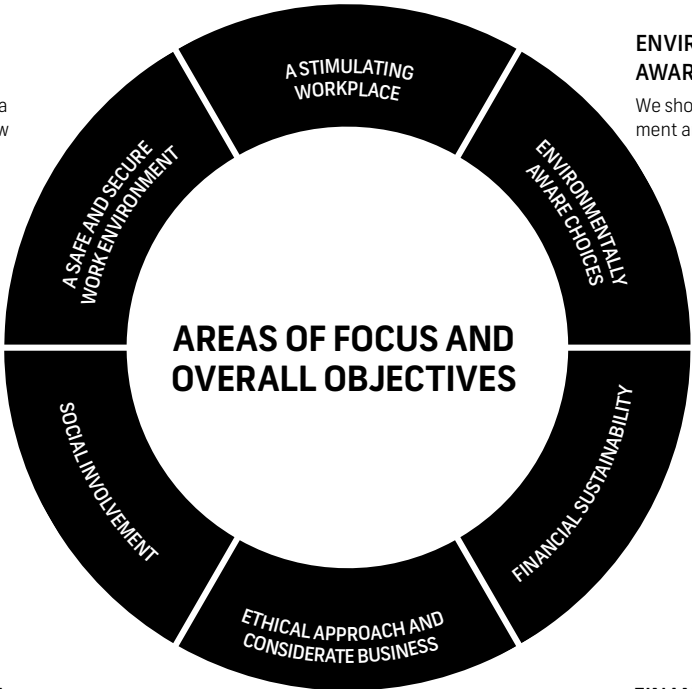 A STIMULATING
WORKPLACE
ENVIRONMENTALLY
AWARE CHOICES
FINANCIAL SUSTAINABILITY
ETHICAL APPROACH AND
CONSIDERATE BUSINESS
SOCIAL INVOLVEMENT
A SAFE AND SECURE
WORK ENVIRONMENT
AREAS OF FOCUS AND
OVERALL OBJECTIVES
We
a